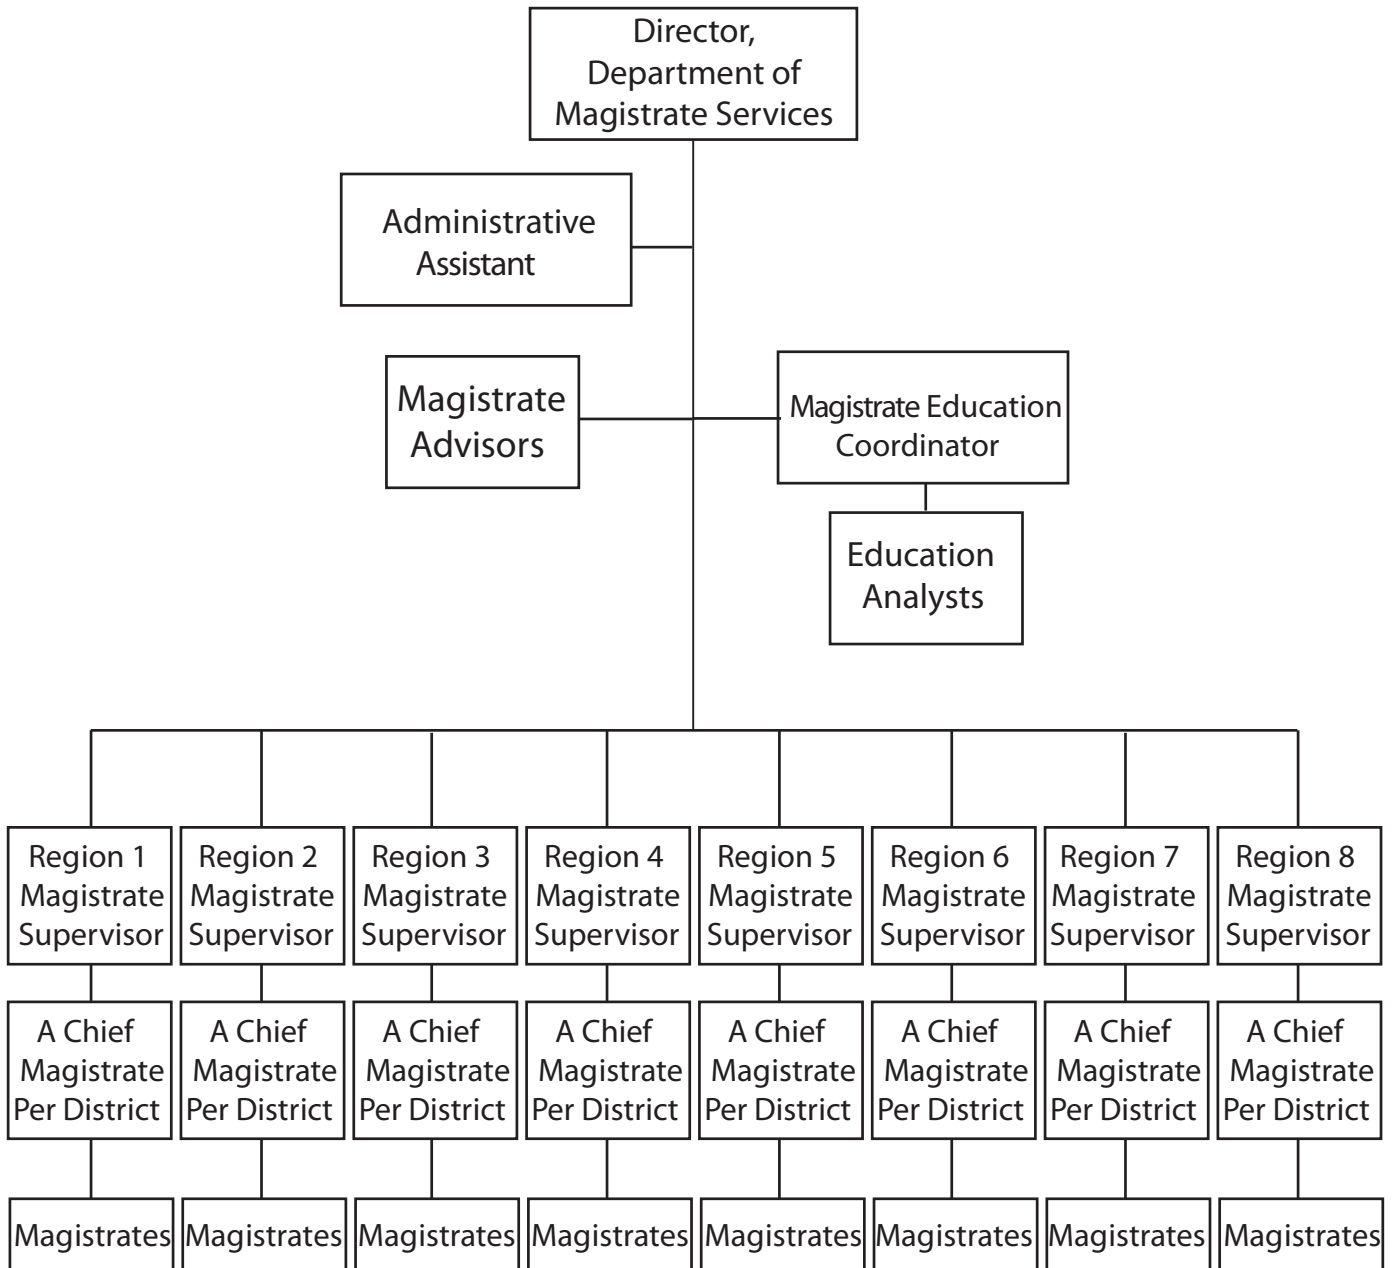 Director,
Department of
Magistrate Services
Administrative
Assistant
Magistrate
Advisors
Magistrate Education
Coordinator
Education
Analysts
Region 1
Magistrate
Supervisor
Region 2
Magistrate
Supervisor
Region 3
Magistrate
Supervisor
Region 4
Magistrate
Supervisor
Region 5
Magistrate
Supervisor
Region 6
Magistrate
Supervisor
Region 7
Magistrate
Supervisor
Region 8
Magistrate
Supervisor
A Chief
Magistrate
Per District
A Chief
Magistrate
Per District
A Chief
Magistrate
Per District
A Chief
Magistrate
Per District
A Chief
Magistrate
Per District
A Chief
Magistrate
Per District
A Chief
Magistrate
Per District
A Chief
Magistrate
Per District
Magistrates
Magistrates
Magistrates
Magistrates
Magistrates
Magistrates
Magistrates
Magistrates